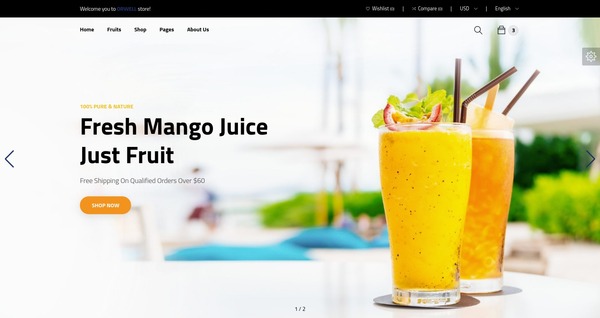 Welcome you to ARWELL store!
Wishlist (0) | Compare (0) | USD | English
Home Fruits Shop Pages About Us
3
100% PURE & NATURE
Fresh Mango Juice
Just Fruit
Free Shipping On Qualified Orders Over $60
SHOP NOW
1 / 2